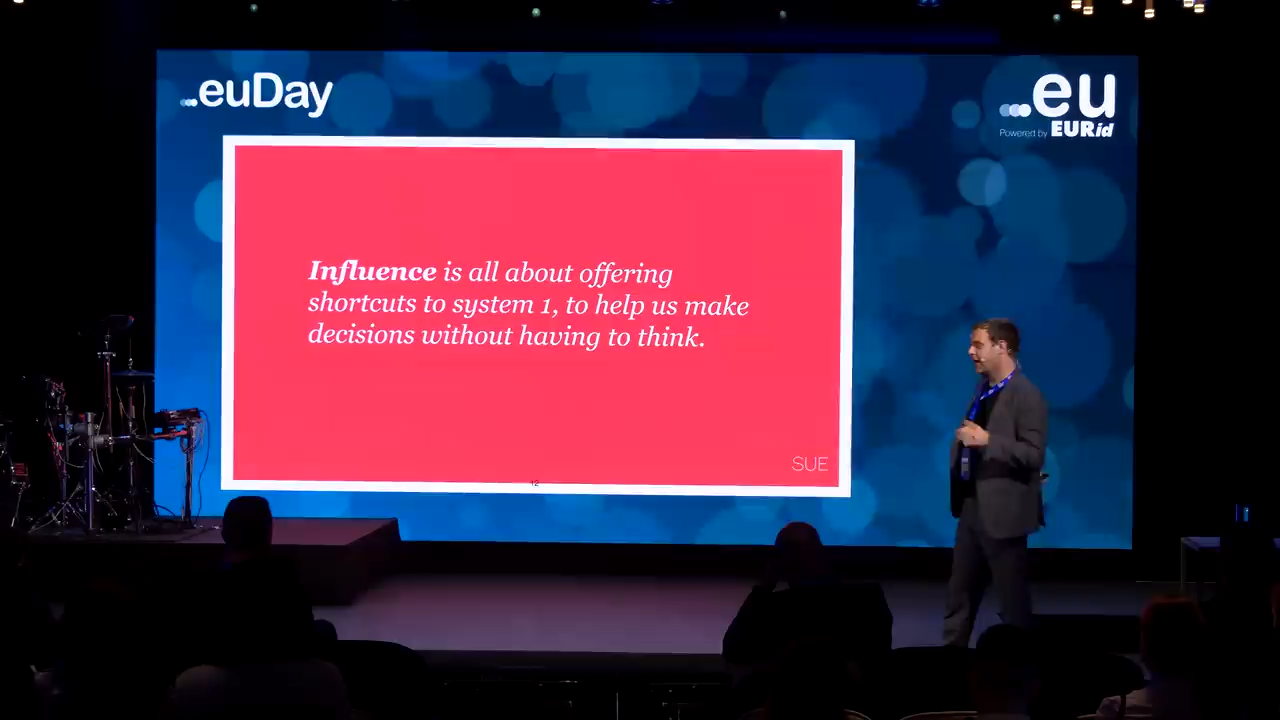 ..euDay
...eu
Powered by EURid
Influence is all about offering
shortcuts to system 1, to help us make
decisions without having to think.
SUE
12